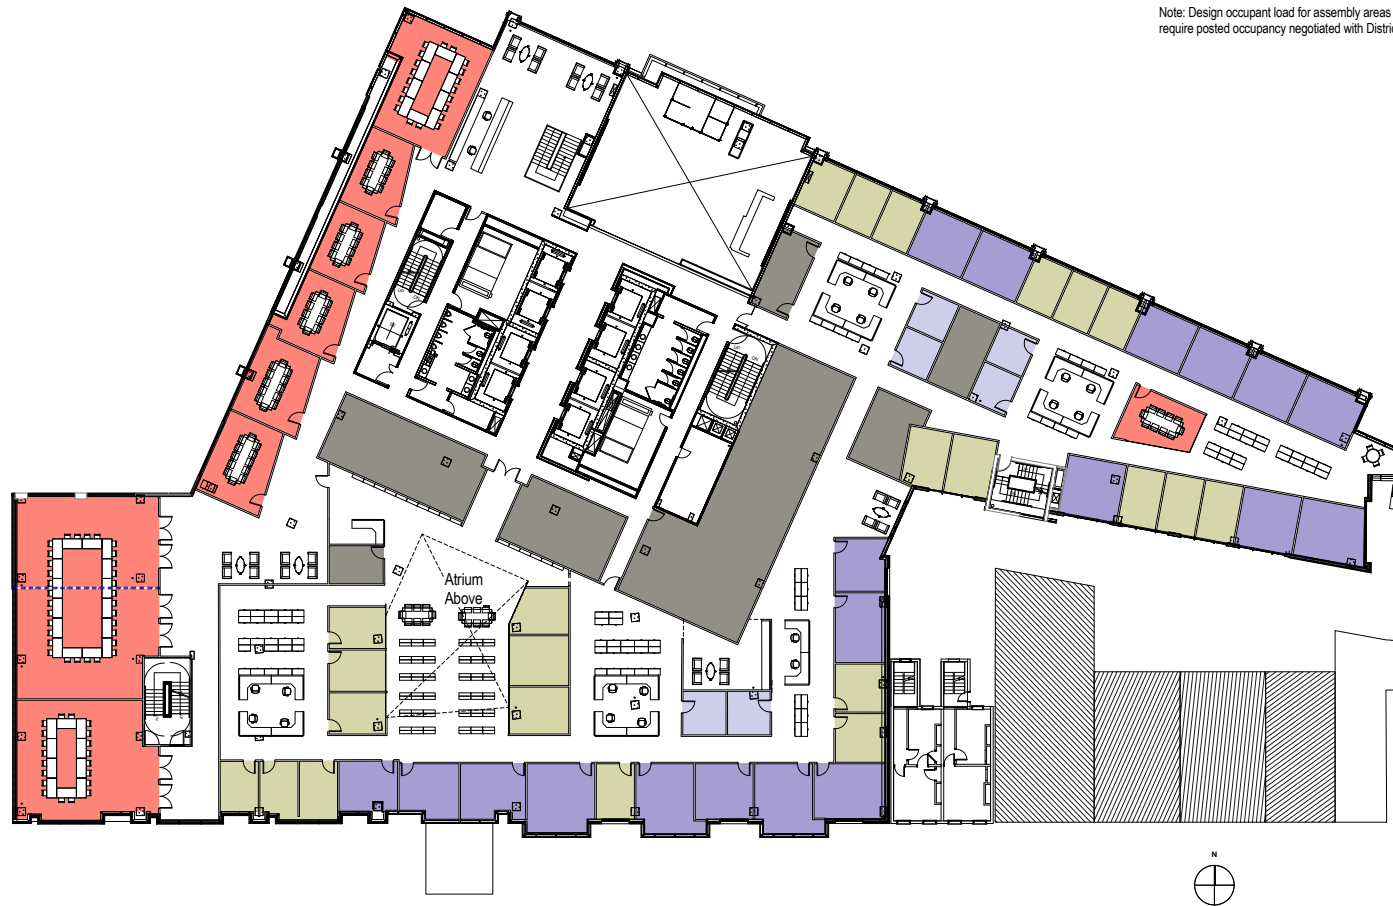 Note: Design occupant load for assembly areas
require posted occupancy negotiated with Distri
Atrium
Above
N